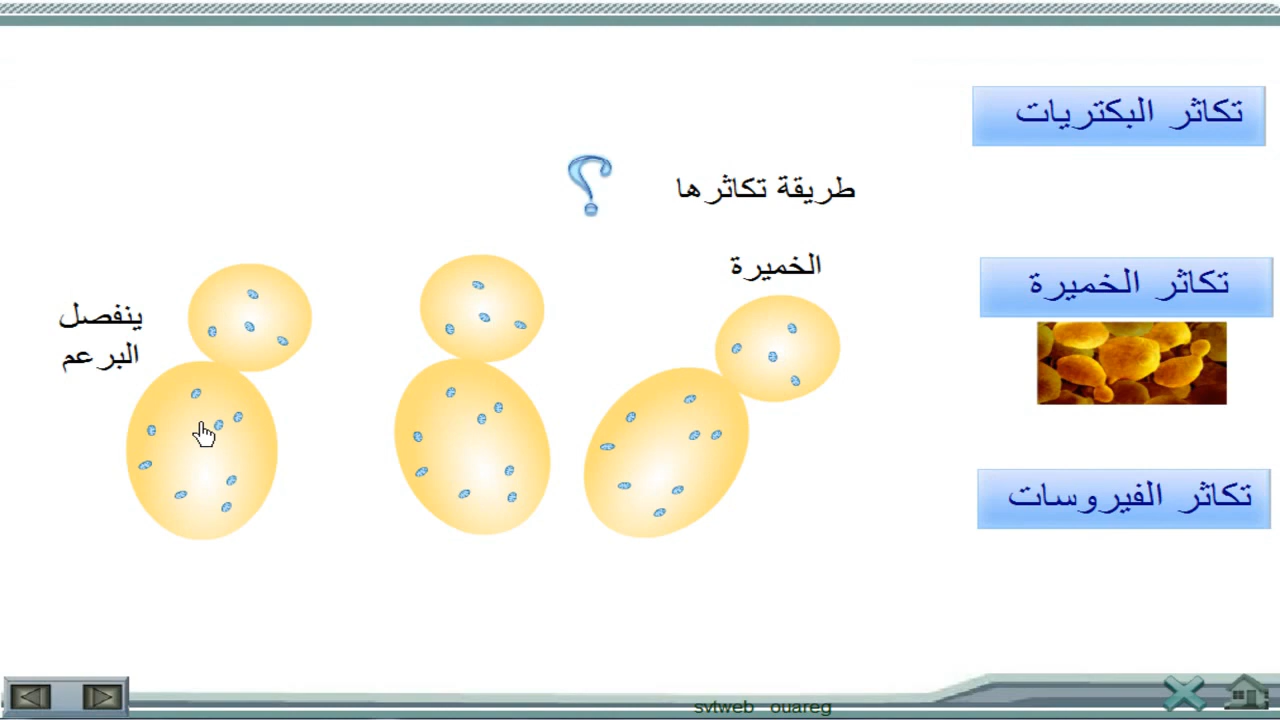 تكاثر البكتريات
طريقة تكاثرها
الخميرة
تكاثر الخميرة
ينفصل
البرعم
تكاثر الفيروسات
svtweb ouareg